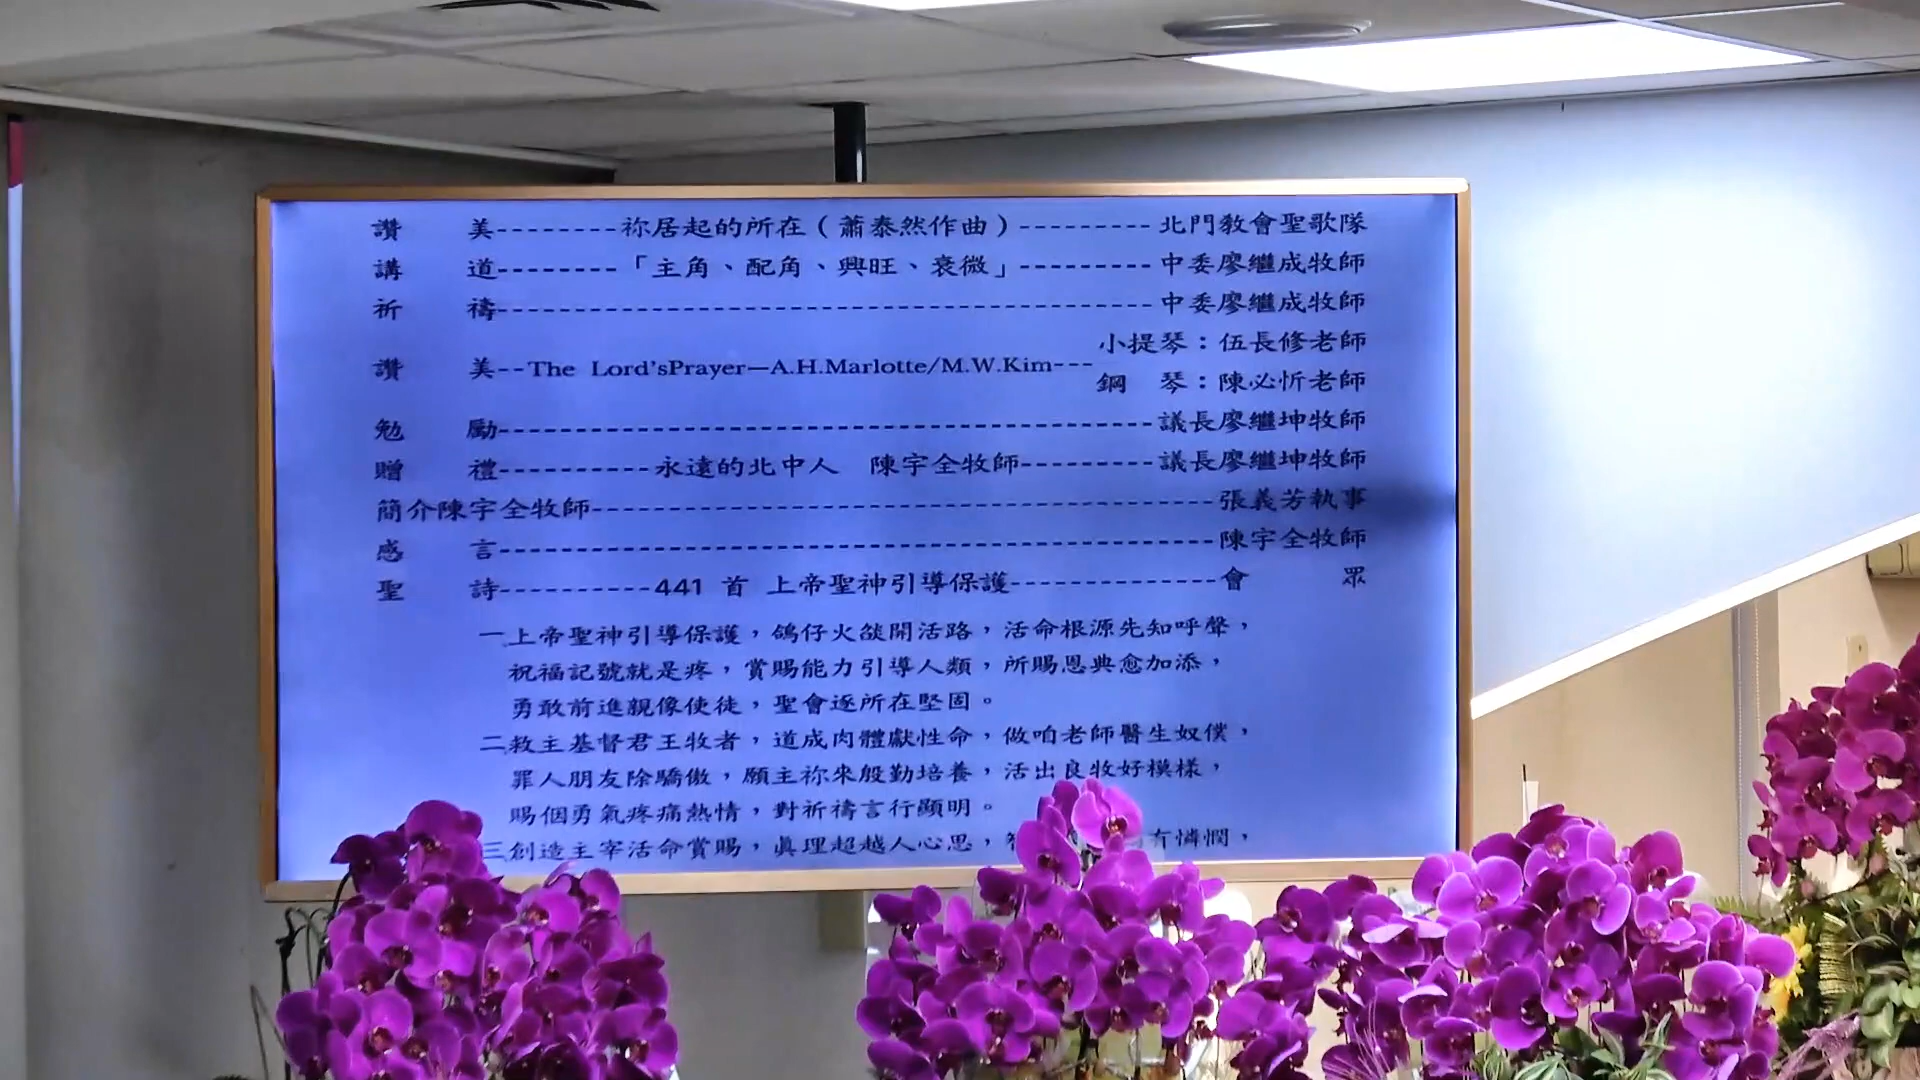 讚　　美--------祢居起的所在（蕭泰然作曲）---------北門教會聖歌隊
講　　道--------「主角、配角、興旺、衰微」---------中委廖繼成牧師
祈　　禱--------------------------------------------中委廖繼成牧師
讚　　美--The Lord'sPrayer—A.H.Marlotte/M.W.Kim---小提琴：伍長修老師
鋼　琴：陳必忻老師
勉　　勵--------------------------------------------議長廖繼坤牧師
贈　　禮----------永遠的北中人　陳宇全牧師---------議長廖繼坤牧師
簡介陳宇全牧師------------------------------------------張義芳執事
感　　言------------------------------------------------陳宇全牧師
聖　　詩----------441 首 上帝聖神引導保護--------------會　　　眾
一.上帝聖神引導保護，鴿仔火燄開活路，活命根源先知呼聲，
祝福記號就是疼，賞賜能力引導人類，所賜恩典愈加添，
勇敢前進親像使徒，聖會逐所在堅固。
二.救主基督君王牧者，道成肉體獻性命，做咱老師醫生奴僕，
罪人朋友除驕傲，願主祢來殷勤培養，活出良牧好模樣，
賜個勇氣疼痛熱情，對祈禱言行顯明。
三.創造主宰活命賞賜，真理超越人心思，有憐憫，